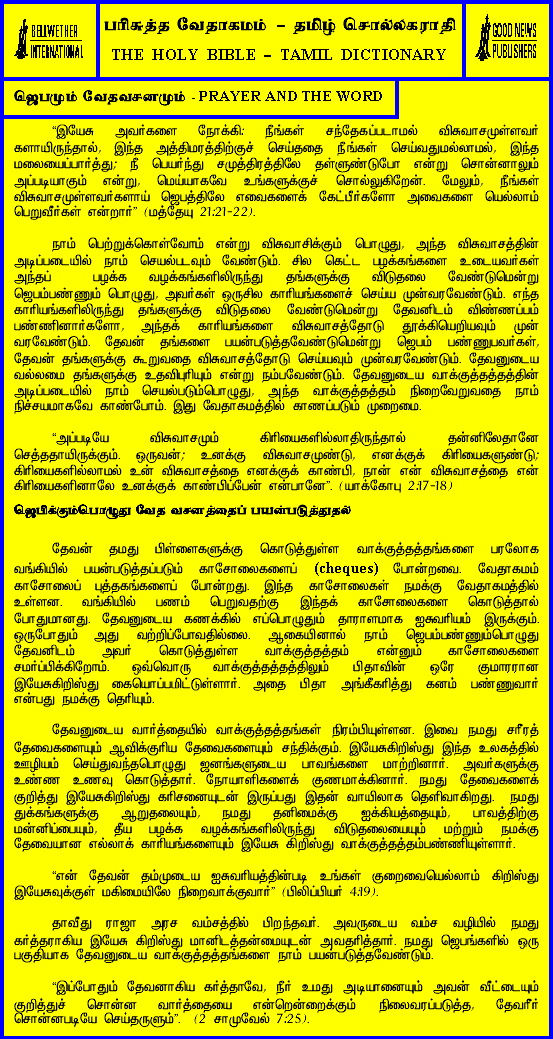 BELLWETHER
INTERNATIONAL
பரிசுத்த வேதாகமம் – தமிழ் சொல்லகராதி
THE HOLY BIBLE – TAMIL DICTIONARY
GOOD NEWS
PUBLISHERS
ஜெபமும் வேதவசனமும் - PRAYER AND THE WORD
“இயேசு அவர்களை நோக்கி: நீங்கள் சந்தேகப்படாமல் விசுவாசமுள்ளவர்
களாயிருந்தால், இந்த அத்திமரத்திற்குச் செய்ததை நீங்கள் செய்வதுமல்லாமல், இந்த
மலையைப்பார்த்து; நீ பெயர்ந்து சமுத்திரத்திலே தள்ளுண்டுபோ என்று சொன்னாலும்
அப்படியாகும் என்று, மெய்யாகவே உங்களுக்குச் சொல்லுகிறேன். மேலும், நீங்கள்
விசுவாசமுள்ளவர்களாய் ஜெபத்திலே எவைகளைக் கேட்பீர்களோ அவைகளை யெல்லாம்
பெறுவீர்கள் என்றார்” (மத்தேயு 21:21-22).
நாம் பெற்றுக்கொள்வோம் என்று விசுவாசிக்கும் பொழுது, அந்த விசுவாசத்தின்
அடிப்படையில் நாம் செயல்படவும் வேண்டும். சில கெட்ட பழக்கங்களை உடையவர்கள்
அந்தப் பழக்க வழக்கங்களிலிருந்து தங்களுக்கு விடுதலை வேண்டுமென்று
ஜெபம்பண்ணும் பொழுது, அவர்கள் ஒருசில காரியங்களைச் செய்ய முன்வரவேண்டும். எந்த
காரியங்களிலிருந்து தங்களுக்கு விடுதலை வேண்டுமென்று தேவனிடம் விண்ணப்பம்
பண்ணினார்களோ, அந்தக் காரியங்களை விசுவாசத்தோடு தூக்கியெறியவும் முன்
வரவேண்டும். தேவன் தங்களை பயன்படுத்தவேண்டுமென்று ஜெபம் பண்ணுபவர்கள்,
தேவன் தங்களுக்கு கூறுவதை விசுவாசத்தோடு செய்யவும் முன்வரவேண்டும். தேவனுடைய
வல்லமை தங்களுக்கு உதவிபுரியும் என்று நம்பவேண்டும். தேவனுடைய வாக்குத்தத்தத்தின்
அடிப்படையில் நாம் செயல்படும்பொழுது, அந்த வாக்குத்தத்தம் நிறைவேறுவதை நாம்
நிச்சயமாகவே காண்போம். இது வேதாகமத்தில் காணப்படும் முறைமை.
“அப்படியே விசுவாசமும் கிரியைகளில்லாதிருந்தால் தன்னிலேதானே
செத்ததாயிருக்கும். ஒருவன்; உனக்கு விசுவாசமுண்டு, எனக்குக் கிரியைகளுண்டு;
கிரியைகளில்லாமல் உன் விசுவாசத்தை எனக்குக் காண்பி, நான் என் விசுவாசத்தை என்
கிரியைகளினாலே உனக்குக் காண்பிப்பேன் என்பானே”. (யாக்கோபு 2:17-18)
ஜெபிக்கும்பொழுது வேத வசனத்தைப் பயன்படுத்துதல்
தேவன் தமது பிள்ளைகளுக்கு கொடுத்துள்ள வாக்குத்தத்தங்களை பரலோக
வங்கியில் பயன்படுத்தப்படும் காசோலைகளைப் (cheques) போன்றவை. வேதாகமம்
காசோலைப் புத்தகங்களைப் போன்றது. இந்த காசோலைகள் நமக்கு வேதாகமத்தில்
உள்ளன. வங்கியில் பணம் பெறுவதற்கு இந்தக் காசோலைகளை கொடுத்தால்
போதுமானது. தேவனுடைய கணக்கில் எப்பொழுதும் தாராளமாக ஐசுவரியம் இருக்கும்.
ஒருபோதும் அது வற்றிப்போவதில்லை. ஆகையினால் நாம் ஜெபம்பண்ணும்பொழுது
தேவனிடம் அவர் கொடுத்துள்ள வாக்குத்தத்தம் என்னும் காசோலைகளை
சமர்ப்பிக்கிறோம். ஒவ்வொரு வாக்குத்தத்தத்திலும் பிதாவின் ஒரே குமாரரான
இயேசுகிறிஸ்து கையொப்பமிட்டுள்ளார். அதை பிதா அங்கீகரித்து கனம் பண்ணுவார்
என்பது நமக்கு தெரியும்.
தேவனுடைய வார்த்தையில் வாக்குத்தத்தங்கள் நிரம்பியுள்ளன. இவை நமது சரீரத்
தேவைகளையும் ஆவிக்குரிய தேவைகளையும் சந்திக்கும். இயேசுகிறிஸ்து இந்த உலகத்தில்
ஊழியம் செய்துவந்தபொழுது ஜனங்களுடைய பாவங்களை மாற்றினார். அவர்களுக்கு
உண்ண உணவு கொடுத்தார். நோயாளிகளைக் குணமாக்கினார். நமது தேவைகளைக்
குறித்து இயேசுகிறிஸ்து கரிசனையுடன் இருப்பது இதன் வாயிலாக தெளிவாகிறது. நமது
துக்கங்களுக்கு ஆறுதலையும், நமது தனிமைக்கு ஐக்கியத்தையும், பாவத்திற்கு
மன்னிப்பையும், தீய பழக்க வழக்கங்களிலிருந்து விடுதலையையும் மற்றும் நமக்கு
தேவையான எல்லாக் காரியங்களையும் இயேசு கிறிஸ்து வாக்குத்தத்தம்பண்ணியுள்ளார்.
“என் தேவன் தம்முடைய ஐசுவரியத்தின்படி உங்கள் குறைவையெல்லாம் கிறிஸ்து
இயேசுவுக்குள் மகிமையிலே நிறைவாக்குவார்” (பிலிப்பியர் 4:19).
தாவீது ராஜா அரச வம்சத்தில் பிறந்தவர். அவருடைய வம்ச வழியில் நமது
கர்த்தராகிய இயேசு கிறிஸ்து மானிடத்தன்மையுடன் அவதரித்தார். நமது ஜெபங்களில் ஒரு
பகுதியாக தேவனுடைய வாக்குத்தத்தங்களை நாம் பயன்படுத்தவேண்டும்.
“இப்போதும் தேவனாகிய கர்த்தாவே, நீர் உமது அடியானையும் அவன் வீட்டையும்
குறித்துச் சொன்ன வார்த்தையை என்றென்றைக்கும் நிலைவரப்படுத்த, தேவரீர்
சொன்னபடியே செய்தருளும்”. (2 சாமுவேல் 7:25).